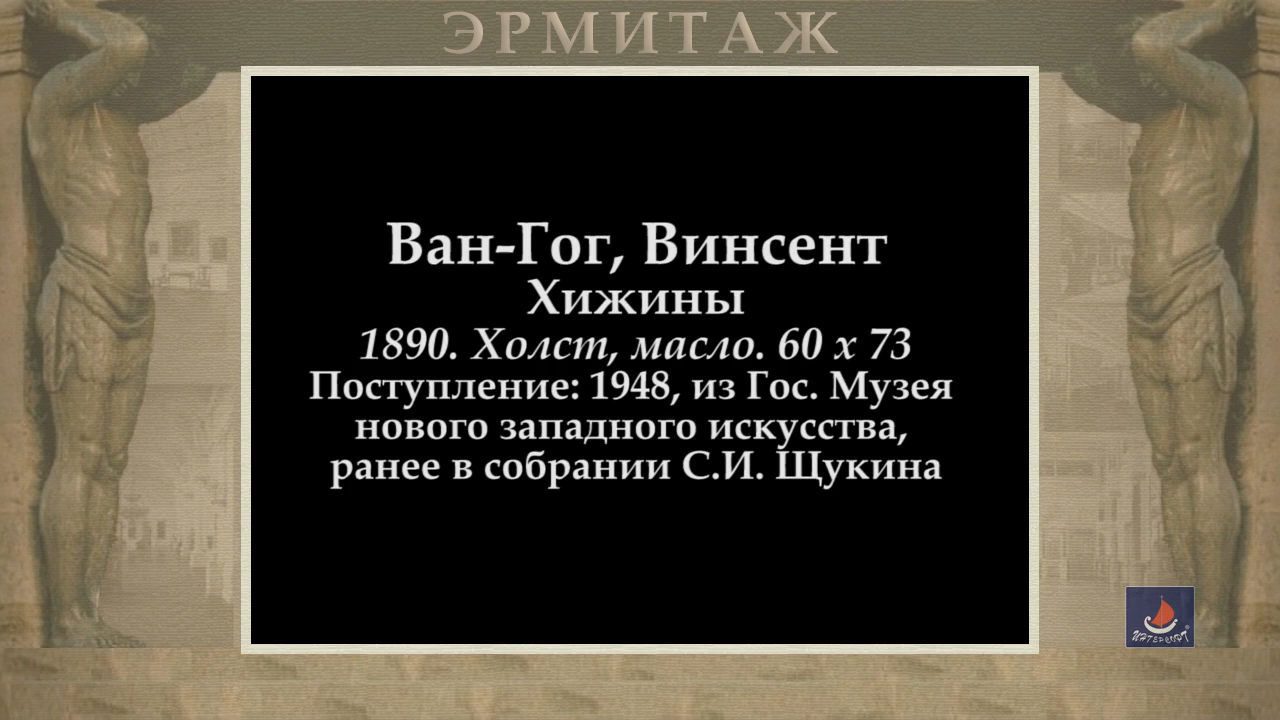 ЭРМИТАЖ
Ван-Гог, Винсент
Хижины
1890. Холст, масло. 60 х 73
Поступление: 1948, из Гос. Музея
нового западного искусства,
ранее в собрании С.И. Щукина
ИНТЕРСОФТ